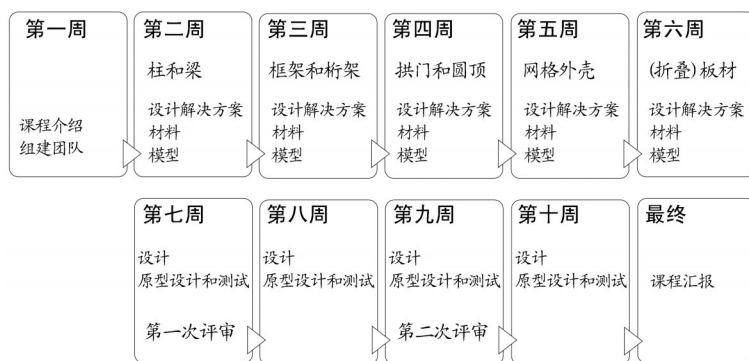 第一周
课程介绍
组建团队
第二周
柱和梁
设计解决方案
材料
模型
第三周
框架和桁架
设计解决方案
材料
模型
第四周
拱门和圆顶
设计解决方案
材料
模型
第五周
网格外壳
设计解决方案
材料
模型
第六周
(折叠)板材
设计解决方案
材料
模型
第七周
设计
原型设计和测试
第一次评审
第八周
设计
原型设计和测试
第九周
设计
原型设计和测试
第二次评审
第十周
设计
原型设计和测试
最终
课程汇报